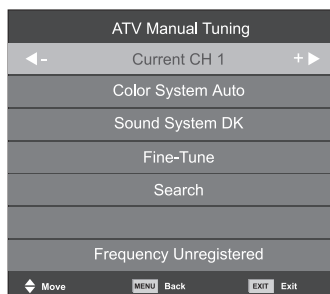 ATV Manual Tuning
- Current CH 1 +
Color System Auto
Sound System DK
Fine-Tune
Search
Frequency Unregistered
Move MENU Back EXIT Exit